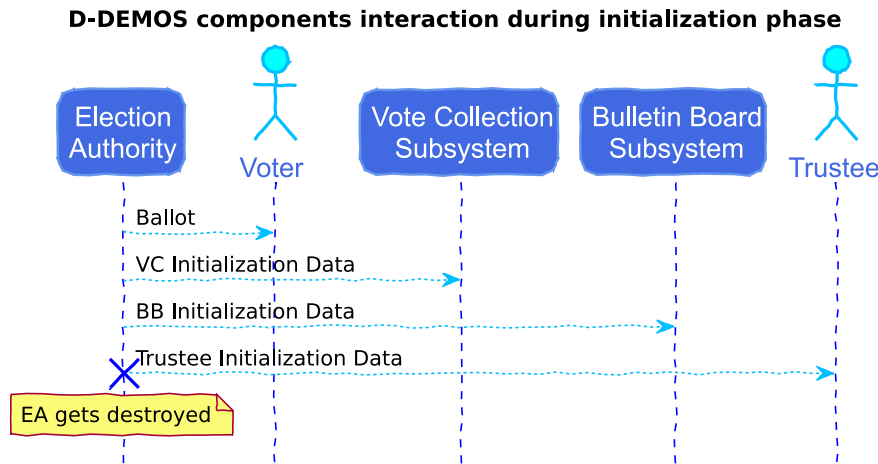 D-DEMOS components interaction during initialization phase
Election
Authority
Voter
Vote Collection
Subsystem
Bulletin Board
Subsystem
Trustee
Ballot
VC Initialization Data
BB Initialization Data
Trustee Initialization Data
EA gets destroyed